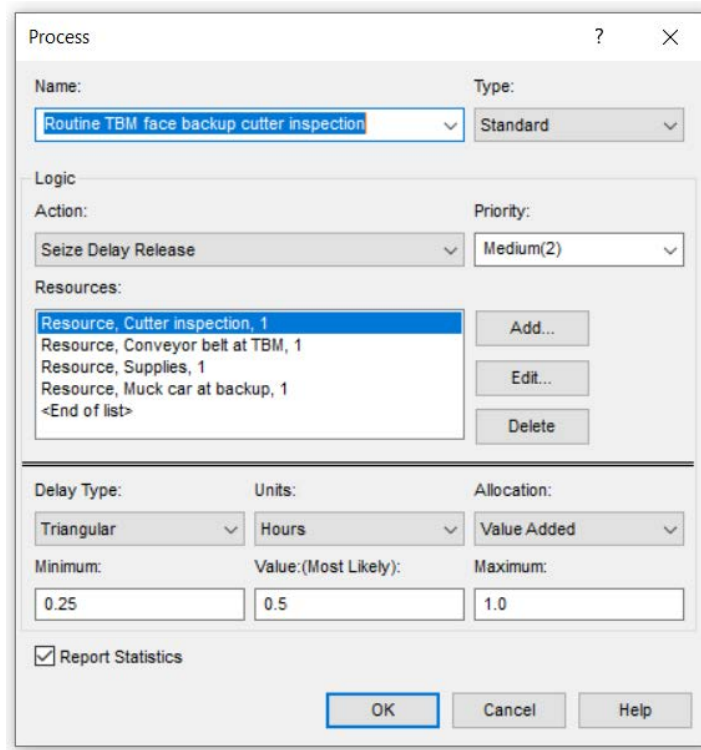 Process ?
Name: Type:
Routine TBM face backup cutter inspection Standard
Logic
Action: Priority:
Seize Delay Release Medium(2)
Resources:
Resource, Cutter inspection, 1
Resource, Conveyor belt at TBM, 1
Resource, Supplies, 1
Resource, Muck car at backup, 1
<End of list>
Add...
Edit...
Delete
Delay Type: Units: Allocation:
Triangular Hours Value Added
Minimum: Value:(Most Likely): Maximum:
0.25 0.5 1.0
Report Statistics
OK Cancel Help